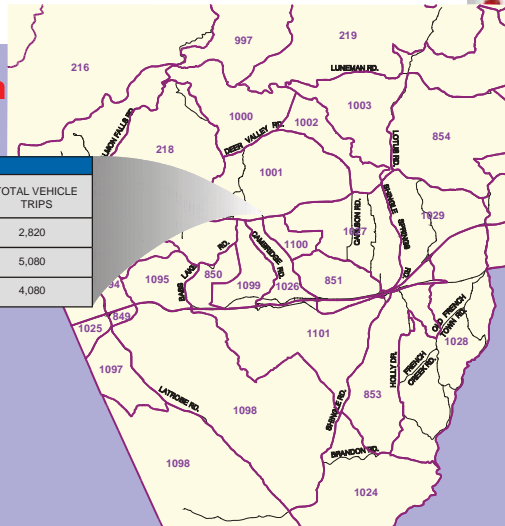 997
219
216
LUNEMAN RD.
1003
1000
1002
LOTUS RD.
854
DEER VALLEY RD.
218
1001
TOTAL VEHICLE
TRIPS
2,820
5,080
4,080
SHINGLE SPRINGS RD.
CARLSON RD.
1027
1029
CAMBRIDGE RD.
1100
BASS LAKE RD.
1095
850
1099
1026
851
94
849
1025
1101
OLD FRENCH
TOWN RD.
1028
1097
FRENCH
CREEK RD.
HOLLY DR.
853
LATROBE RD.
1098
SHINGLE RD.
BRANDON RD.
1098
1024